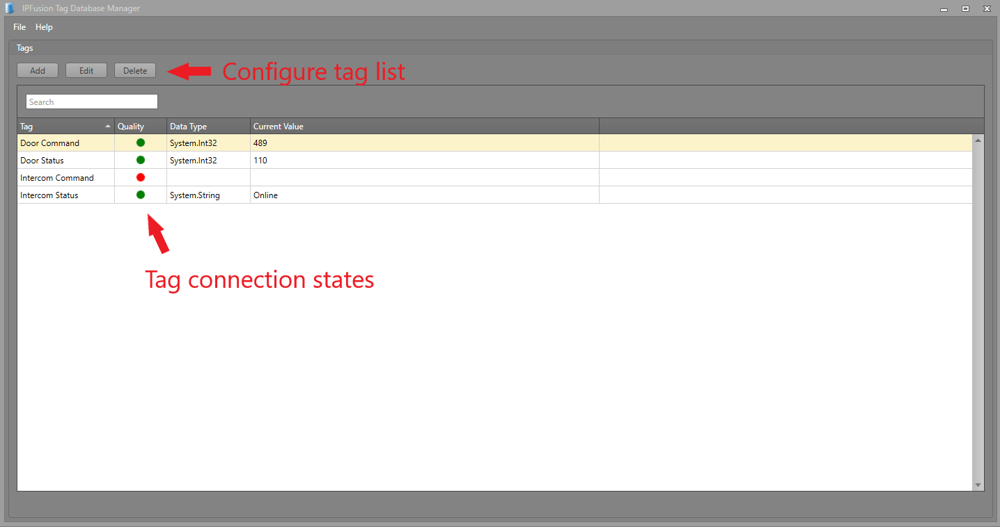 IPFusion Tag Database Manager
File Help
Tags
Add Edit Delete Configure tag list
Search
Tag Quality Data Type Current Value
Door Command System.Int32 489
Door Status System.Int32 110
Intercom Command
Intercom Status System.String Online
Tag connection states